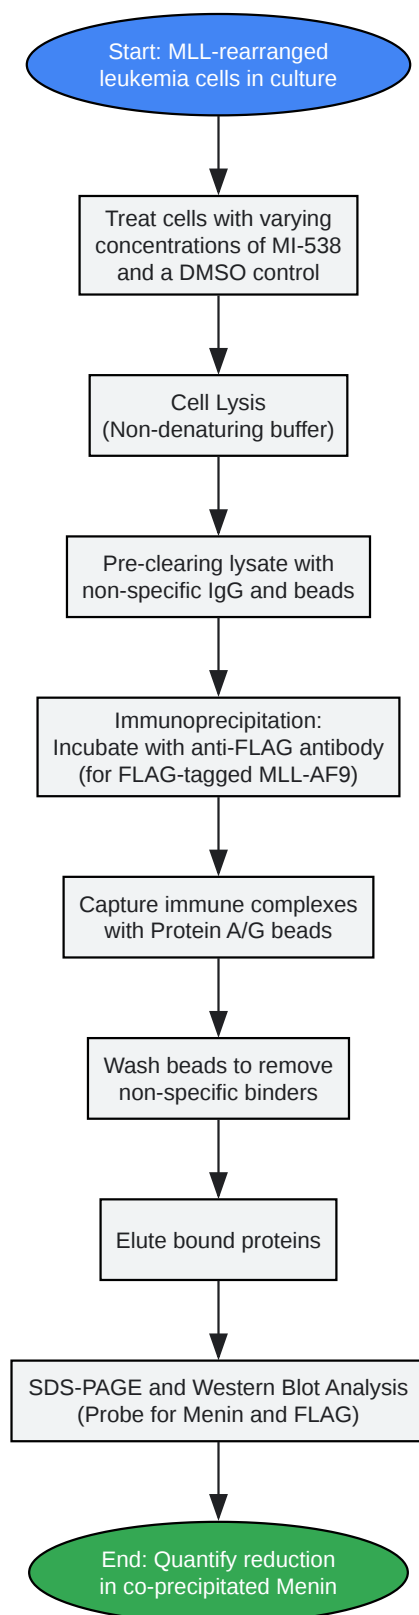 Start: MLL-rearranged
leukemia cells in culture
Treat cells with varying
concentrations of MI-538
and a DMSO control
Cell Lysis
(Non-denaturing buffer)
Pre-clearing lysate with
non-specific IgG and beads
Immunoprecipitation:
Incubate with anti-FLAG antibody
(for FLAG-tagged MLL-AF9)
Capture immune complexes
with Protein A/G beads
Wash beads to remove
non-specific binders
Elute bound proteins
SDS-PAGE and Western Blot Analysis
(Probe for Menin and FLAG)
End: Quantify reduction
in co-precipitated Menin